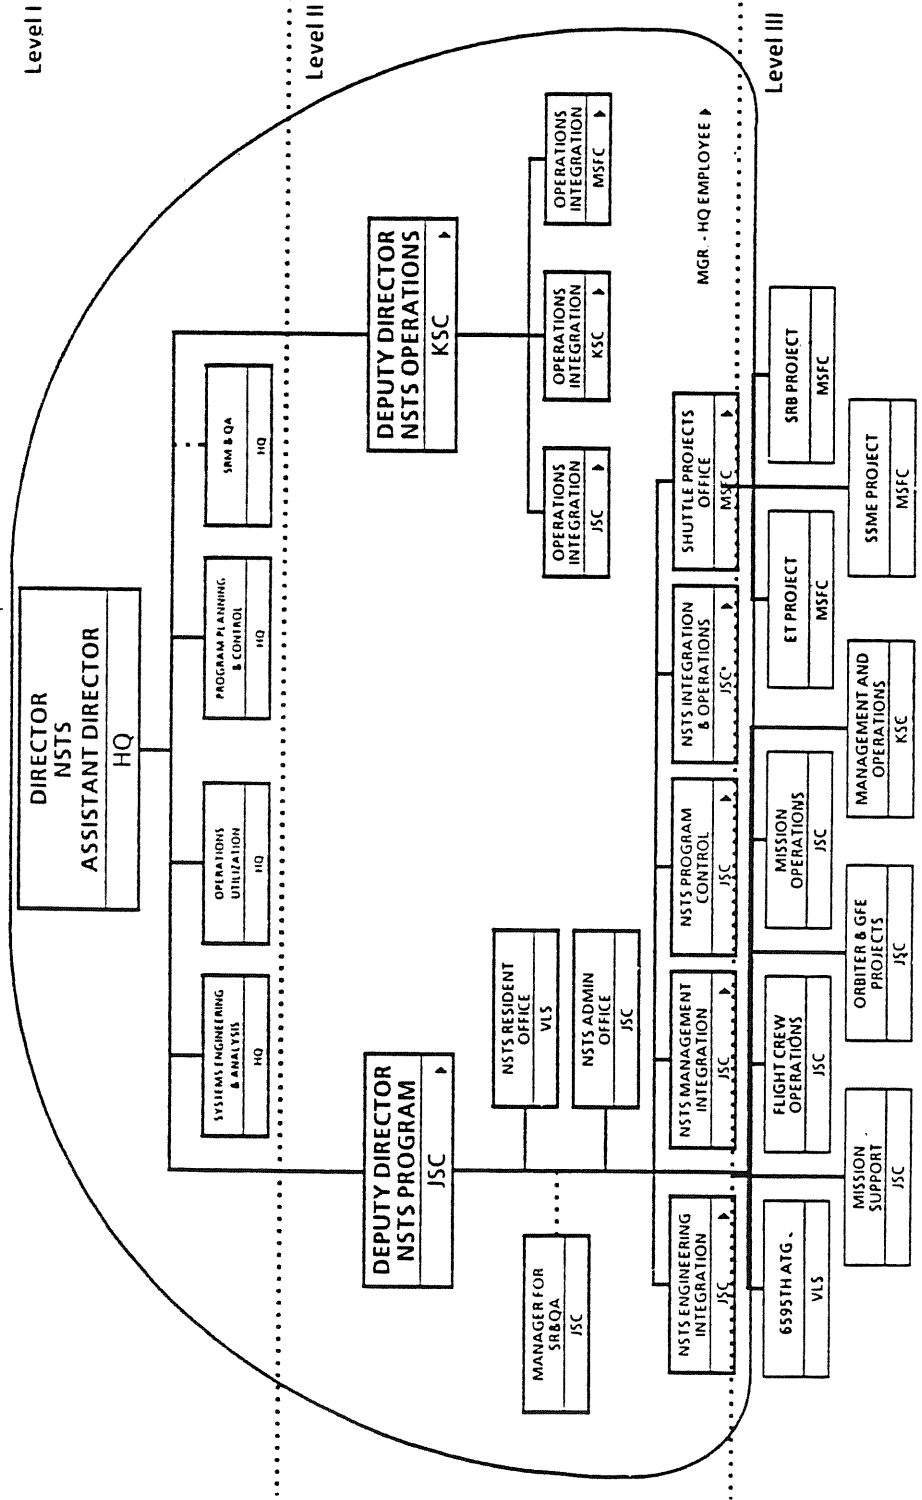 Level I
DIRECTOR
NSTS
ASSISTANT DIRECTOR
HQ
SYSTEMS ENGINEERING
& ANALYSIS
HQ
OPERATIONS
UTILIZATION
HQ
PROGRAM PLANNING
& CONTROL
HQ
SRM & QA
HQ
Level II
DEPUTY DIRECTOR
NSTS PROGRAM
JSC
DEPUTY DIRECTOR
NSTS OPERATIONS
KSC
NSTS RESIDENT
OFFICE
VLS
NSTS ADMIN
OFFICE
JSC
MANAGER FOR
SR&QA
JSC
OPERATIONS
INTEGRATION
JSC
OPERATIONS
INTEGRATION
KSC
OPERATIONS
INTEGRATION
MSFC
NSTS ENGINEERING
INTEGRATION
JSC
NSTS MANAGEMENT
INTEGRATION
JSC
NSTS PROGRAM
CONTROL
JSC
NSTS INTEGRATION
& OPERATIONS
JSC
SHUTTLE PROJECTS
OFFICE
MSFC
MGR. - HQ EMPLOYEE
Level III
6595TH ATG
VLS
FLIGHT CREW
OPERATIONS
JSC
MISSION
OPERATIONS
JSC
ET PROJECT
MSFC
SRB PROJECT
MSFC
MISSION
SUPPORT
JSC
ORBITER & GFE
PROJECTS
JSC
MANAGEMENT AND
OPERATIONS
KSC
SSME PROJECT
MSFC